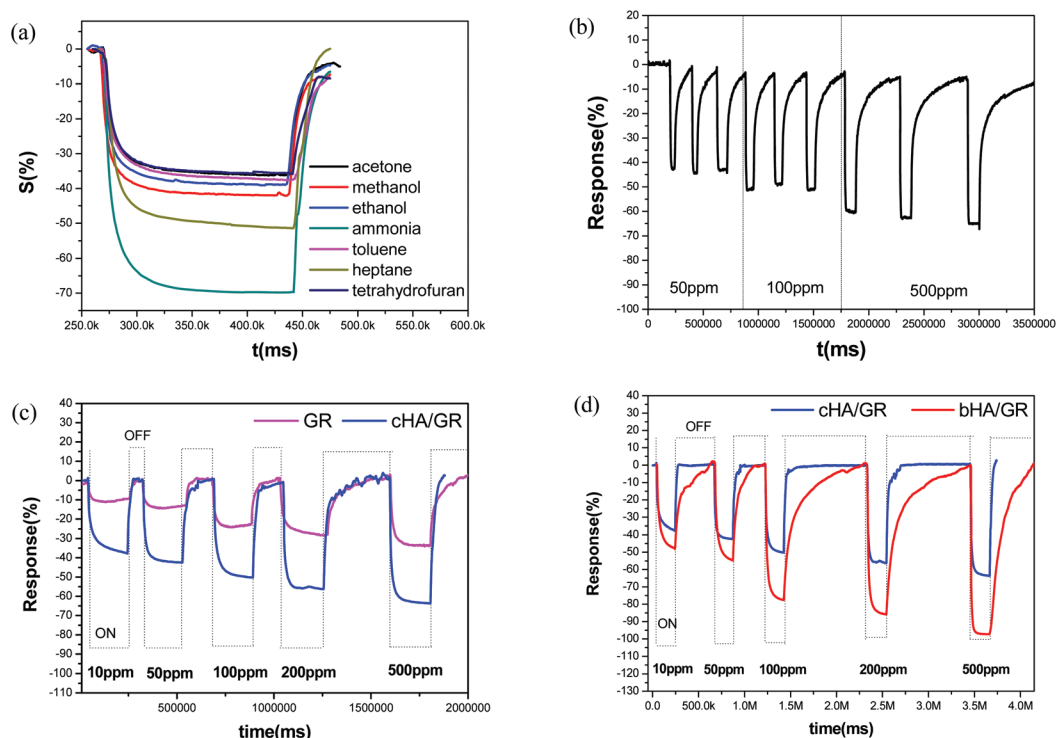 (a)
0
-10
-20
-30
-40
-50
-60
-70
S(%)
acetone
methanol
ethanol
ammonia
toluene
heptane
tetrahydrofuran
250.0k 300.0k 350.0k 400.0k 450.0k 500.0k 550.0k 600.0k
t(ms)
(b)
20
10
0
-10
-20
-30
-40
-50
-60
-70
-80
-90
-100
Response(%)
50ppm 100ppm 500ppm
0 500000 1000000 1500000 2000000 2500000 3000000 3500000
t(ms)
(c)
40
30
20
10
0
-10
-20
-30
-40
-50
-60
-70
-80
-90
-100
-110
Response(%)
GR cHA/GR
OFF
ON
10ppm 50ppm 100ppm 200ppm 500ppm
500000 1000000 1500000 2000000
time(ms)
(d)
40
30
20
10
0
-10
-20
-30
-40
-50
-60
-70
-80
-90
-100
-110
-120
-130
Response(%)
cHA/GR bHA/GR
OFF
ON
10ppm 50ppm 100ppm 200ppm 500ppm
0.0 500.0k 1.0M 1.5M 2.0M 2.5M 3.0M 3.5M 4.0M
time(ms)